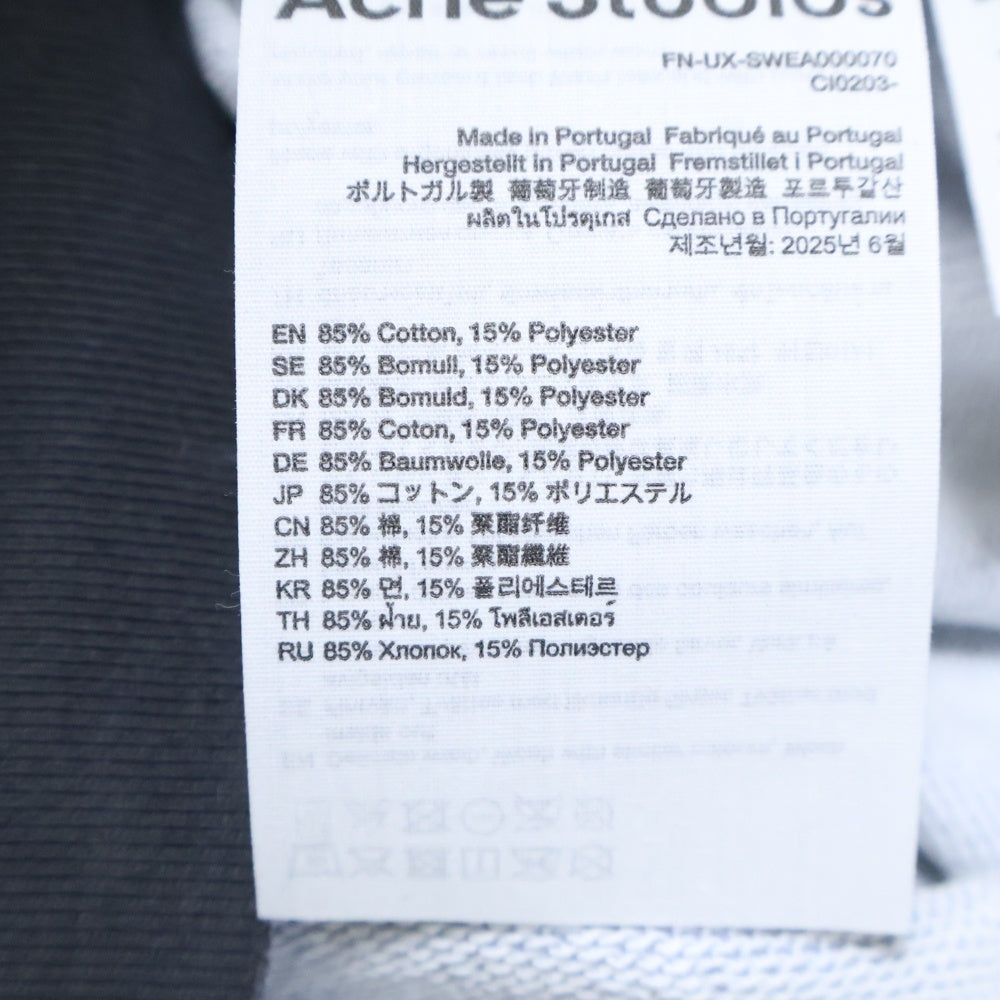 Acne Studios
FN-UX-SWEA000070
CI0203-
Made in Portugal Fabriqué au Portugal
Hergestellt in Portugal Fremstillet i Portugal
ポルトガル製 葡萄牙制造 葡萄牙製造 포르투갈산
ผลิตในโปรตุเกส Сделано в Португалии
제조년월: 2025년 6월
EN 85% Cotton, 15% Polyester
SE 85% Bomull, 15% Polyester
DK 85% Bomuld, 15% Polyester
FR 85% Coton, 15% Polyester
DE 85% Baumwolle, 15% Polyester
JP 85% コットン, 15% ポリエステル
CN 85% 棉, 15% 聚酯纤维
ZH 85% 棉, 15% 聚酯纖維
KR 85% 면, 15% 폴리에스테르
TH 85% ฝ้าย, 15% โพลีเอสเตอร์
RU 85% Хлопок, 15% Полиэстер